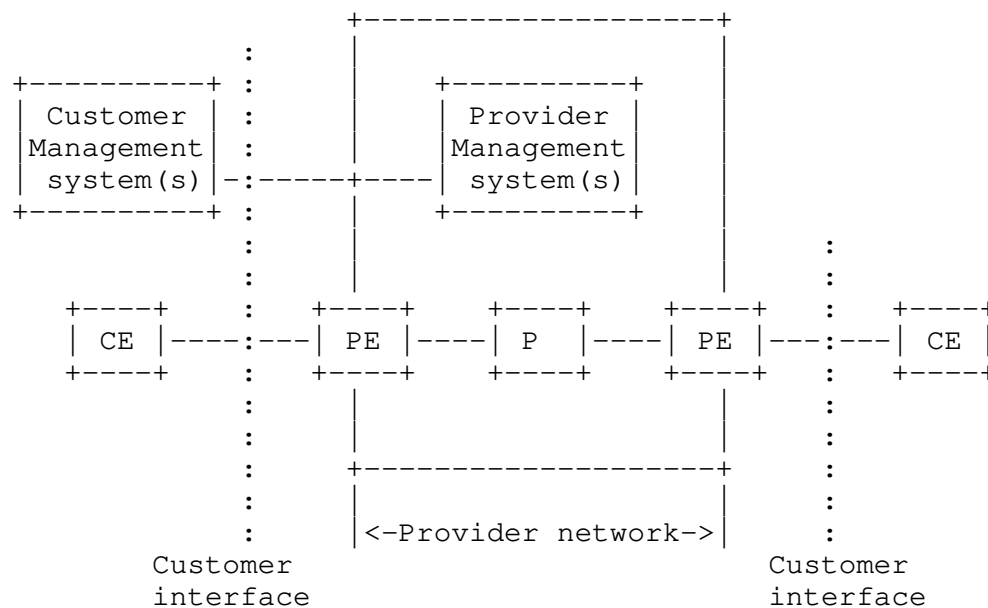 Customer Provider
Management Management
system(s) system(s)
CE PE P PE CE
<-Provider network->
Customer Customer
interface interface